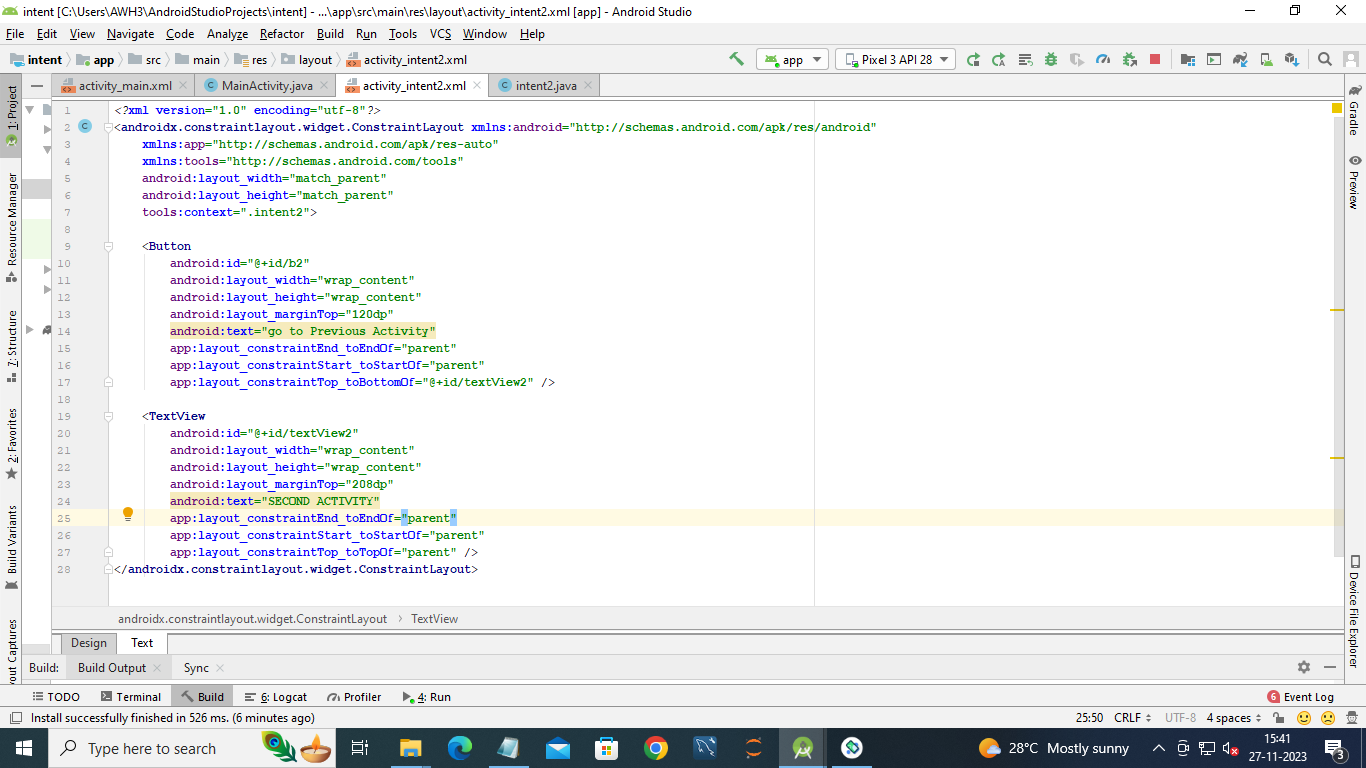 intent [C:\Users\AWH3\AndroidStudioProjects\intent] - ...\app\src\main\res\layout\activity_intent2.xml [app] - Android Studio
File Edit View Navigate Code Analyze Refactor Build Run Tools VCS Window Help
intent app src main res layout activity_intent2.xml app Pixel 3 API 28
activity_main.xml MainActivity.java activity_intent2.xml intent2.java
1: Project
Resource Manager
7: Structure
2: Favorites
Build Variants
out Captures
1 <?xml version="1.0" encoding="utf-8"?>
2 <androidx.constraintlayout.widget.ConstraintLayout xmlns:android="http://schemas.android.com/apk/res/android"
3 xmlns:app="http://schemas.android.com/apk/res-auto"
4 xmlns:tools="http://schemas.android.com/tools"
5 android:layout_width="match_parent"
6 android:layout_height="match_parent"
7 tools:context=".intent2">
8
9 <Button
10 android:id="@+id/b2"
11 android:layout_width="wrap_content"
12 android:layout_height="wrap_content"
13 android:layout_marginTop="120dp"
14 android:text="go to Previous Activity"
15 app:layout_constraintEnd_toEndOf="parent"
16 app:layout_constraintStart_toStartOf="parent"
17 app:layout_constraintTop_toBottomOf="@+id/textView2" />
18
19 <TextView
20 android:id="@+id/textView2"
21 android:layout_width="wrap_content"
22 android:layout_height="wrap_content"
23 android:layout_marginTop="208dp"
24 android:text="SECOND ACTIVITY"
25 app:layout_constraintEnd_toEndOf="parent"
26 app:layout_constraintStart_toStartOf="parent"
27 app:layout_constraintTop_toTopOf="parent" />
28 </androidx.constraintlayout.widget.ConstraintLayout>
Gradle
Preview
Device File Explorer
androidx.constraintlayout.widget.ConstraintLayout TextView
Design Text
Build: Build Output Sync
TODO Terminal Build 6: Logcat Profiler 4: Run 6 Event Log
Install successfully finished in 526 ms. (6 minutes ago) 25:50 CRLF UTF-8 4 spaces
Type here to search 28°C Mostly sunny 15:41
27-11-2023 3